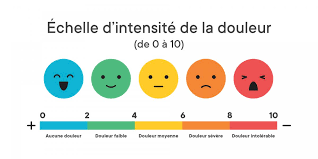 Échelle d'intensité de la douleur
(de 0 à 10)
0 2 4 6 8 10
+ −
Aucune douleur Douleur faible Douleur moyenne Douleur sévère Douleur intolérable